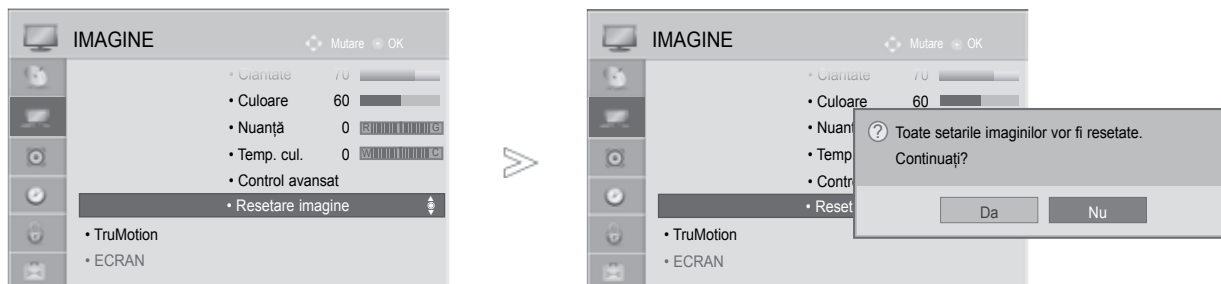 IMAGINE Mutare OK
• Claritate 70
• Culoare 60
• Nuanță 0 R G
• Temp. cul. 0 W C
• Control avansat
• Resetare imagine
• TruMotion
• ECRAN
IMAGINE Mutare OK
• Claritate 70
• Culoare 60
• Nuanț
• Temp
• Contr
• Reset
• TruMotion
• ECRAN
? Toate setarile imaginilor vor fi resetate.
Continuați?
Da Nu